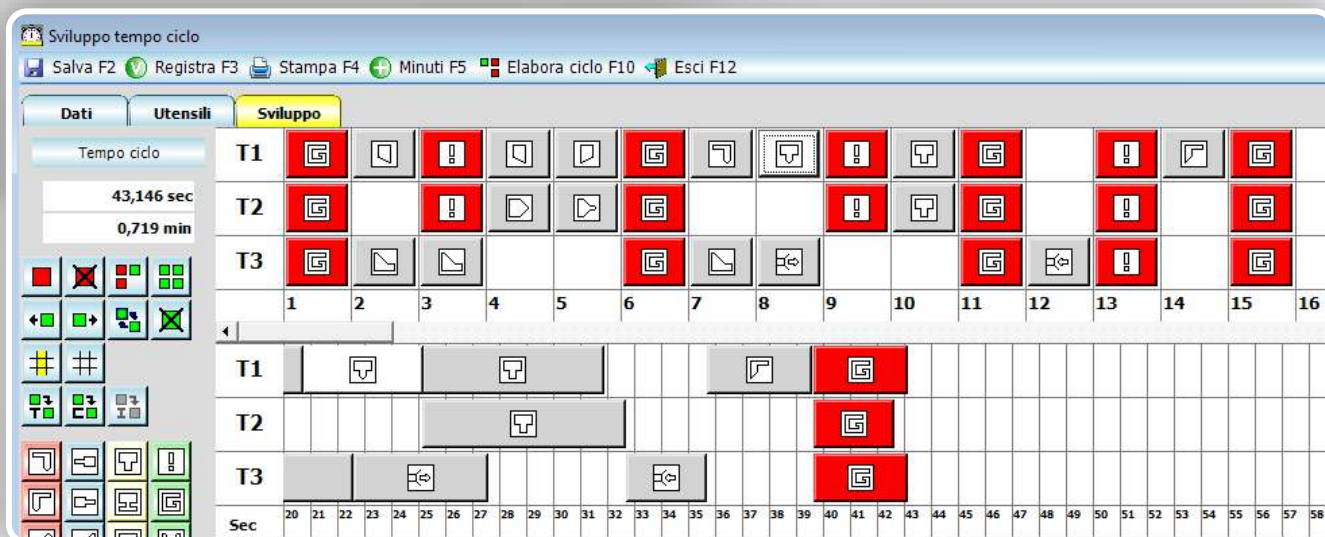 Sviluppo tempo ciclo
Salva F2 Registra F3 Stampa F4 Minuti F5 Elabora ciclo F10 Esci F12
Dati Utensili Sviluppo
Tempo ciclo
43,146 sec
0,719 min
T1 G ! G ! G ! G
T2 G ! G ! G ! G
T3 G G G ! G
1 2 3 4 5 6 7 8 9 10 11 12 13 14 15 16
T1 G
T2 G
T3 G
Sec 20 21 22 23 24 25 26 27 28 29 30 31 32 33 34 35 36 37 38 39 40 41 42 43 44 45 46 47 48 49 50 51 52 53 54 55 56 57 58
T C I
! G